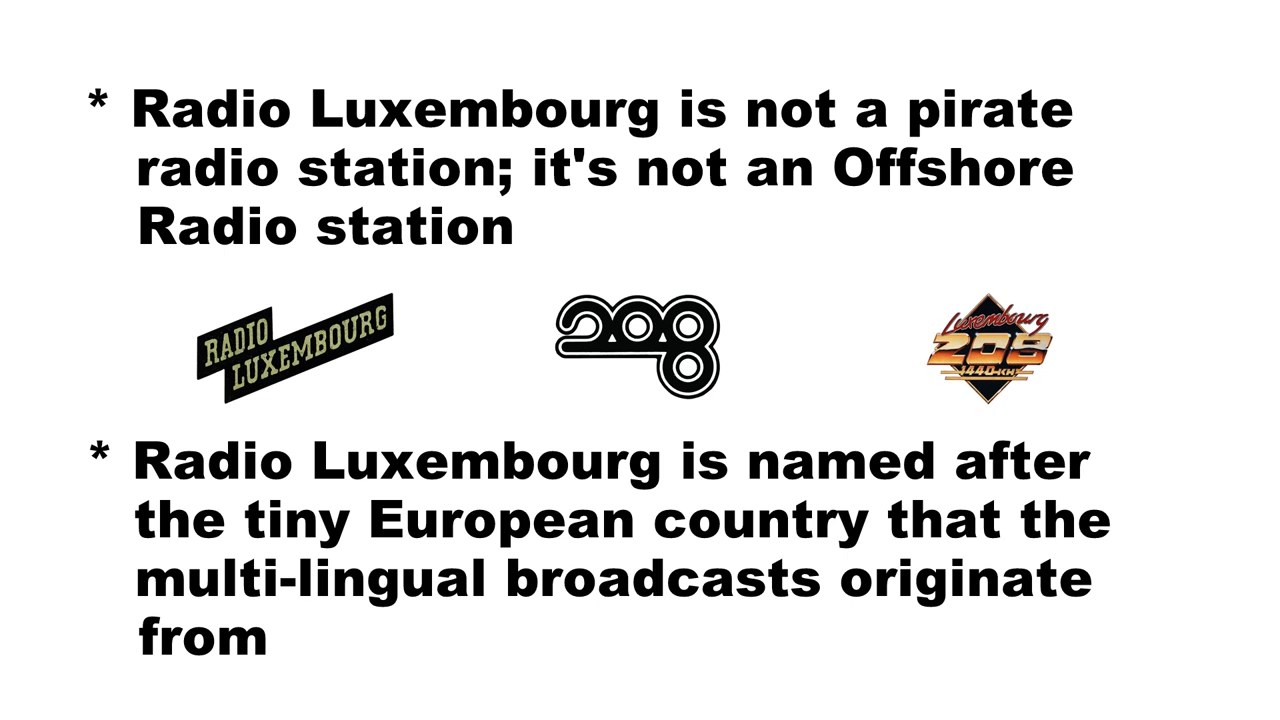 * Radio Luxembourg is not a pirate
radio station; it's not an Offshore
Radio station
RADIO
LUXEMBOURG
208
Luxembourg
208
1440 KHz
* Radio Luxembourg is named after
the tiny European country that the
multi-lingual broadcasts originate
from